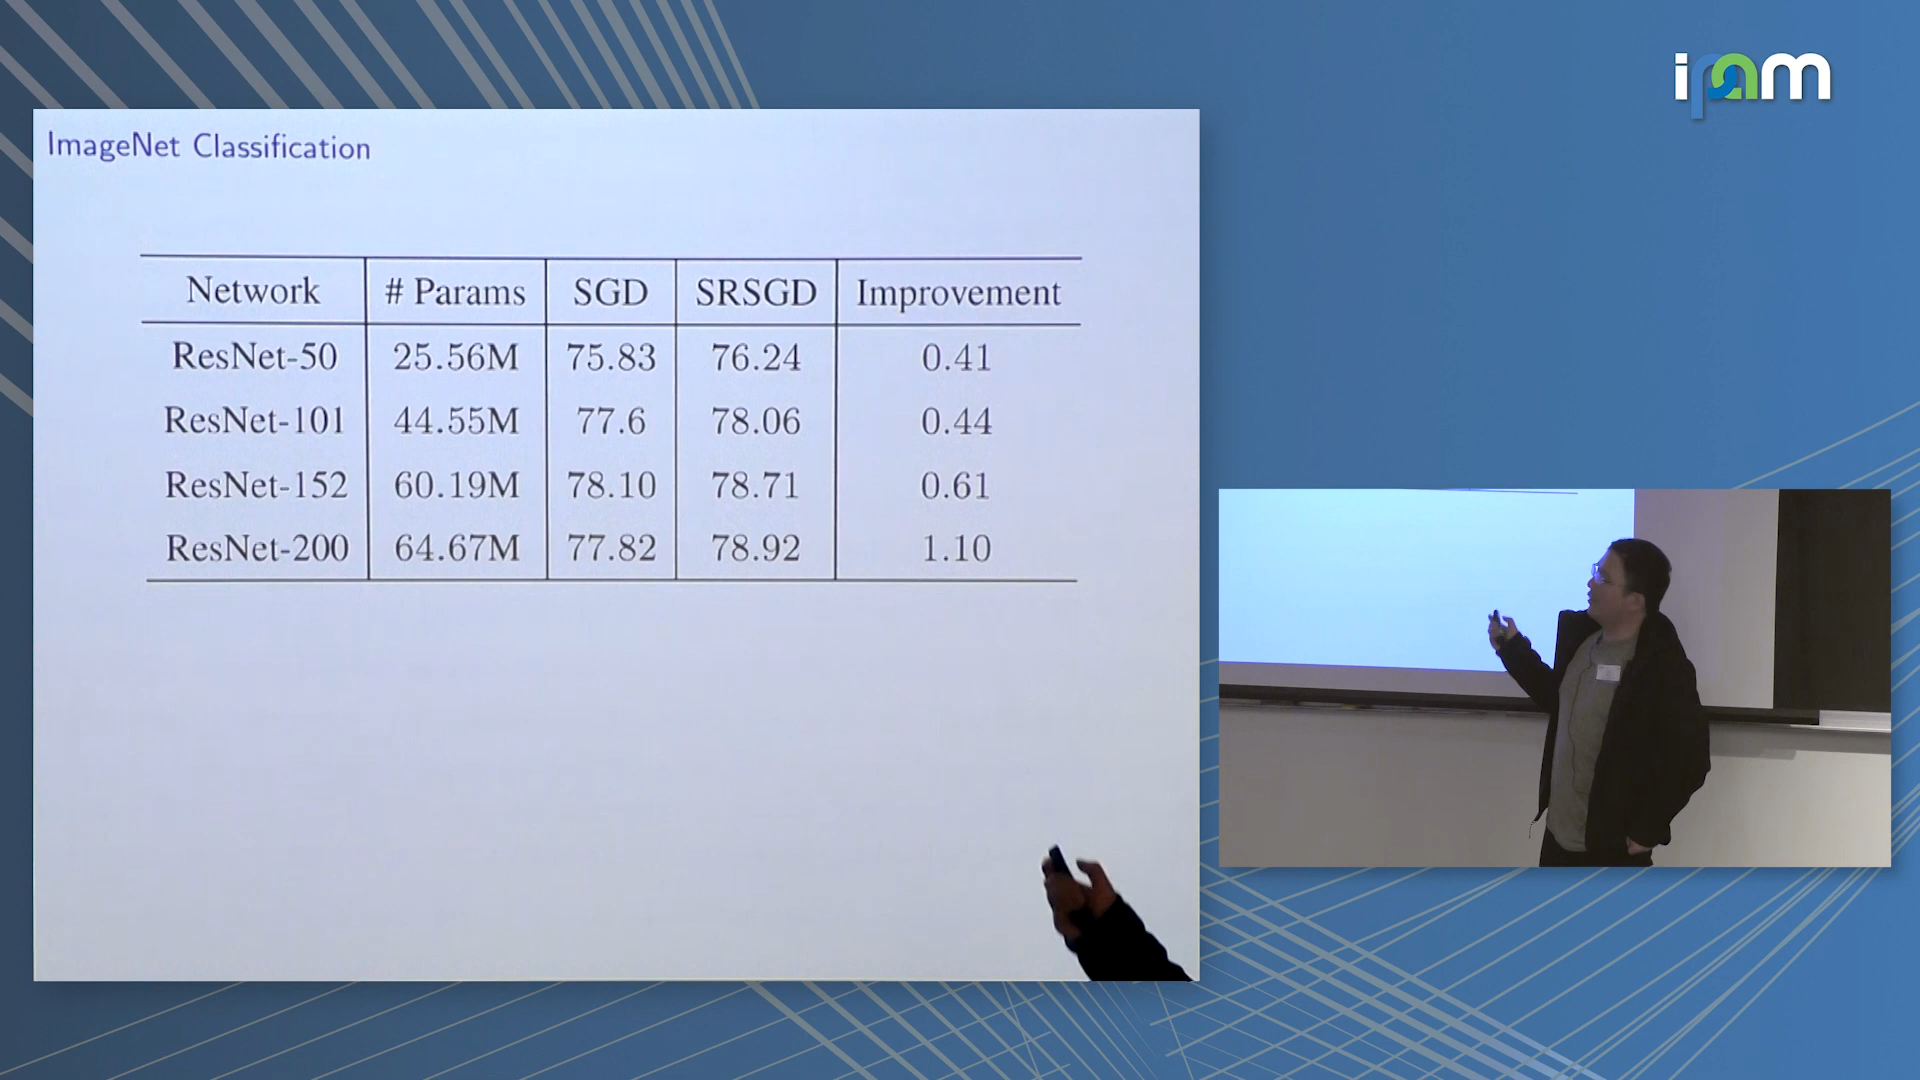 ipam
ImageNet Classification
Network # Params SGD SRSGD Improvement
ResNet-50 25.56M 75.83 76.24 0.41
ResNet-101 44.55M 77.6 78.06 0.44
ResNet-152 60.19M 78.10 78.71 0.61
ResNet-200 64.67M 77.82 78.92 1.10